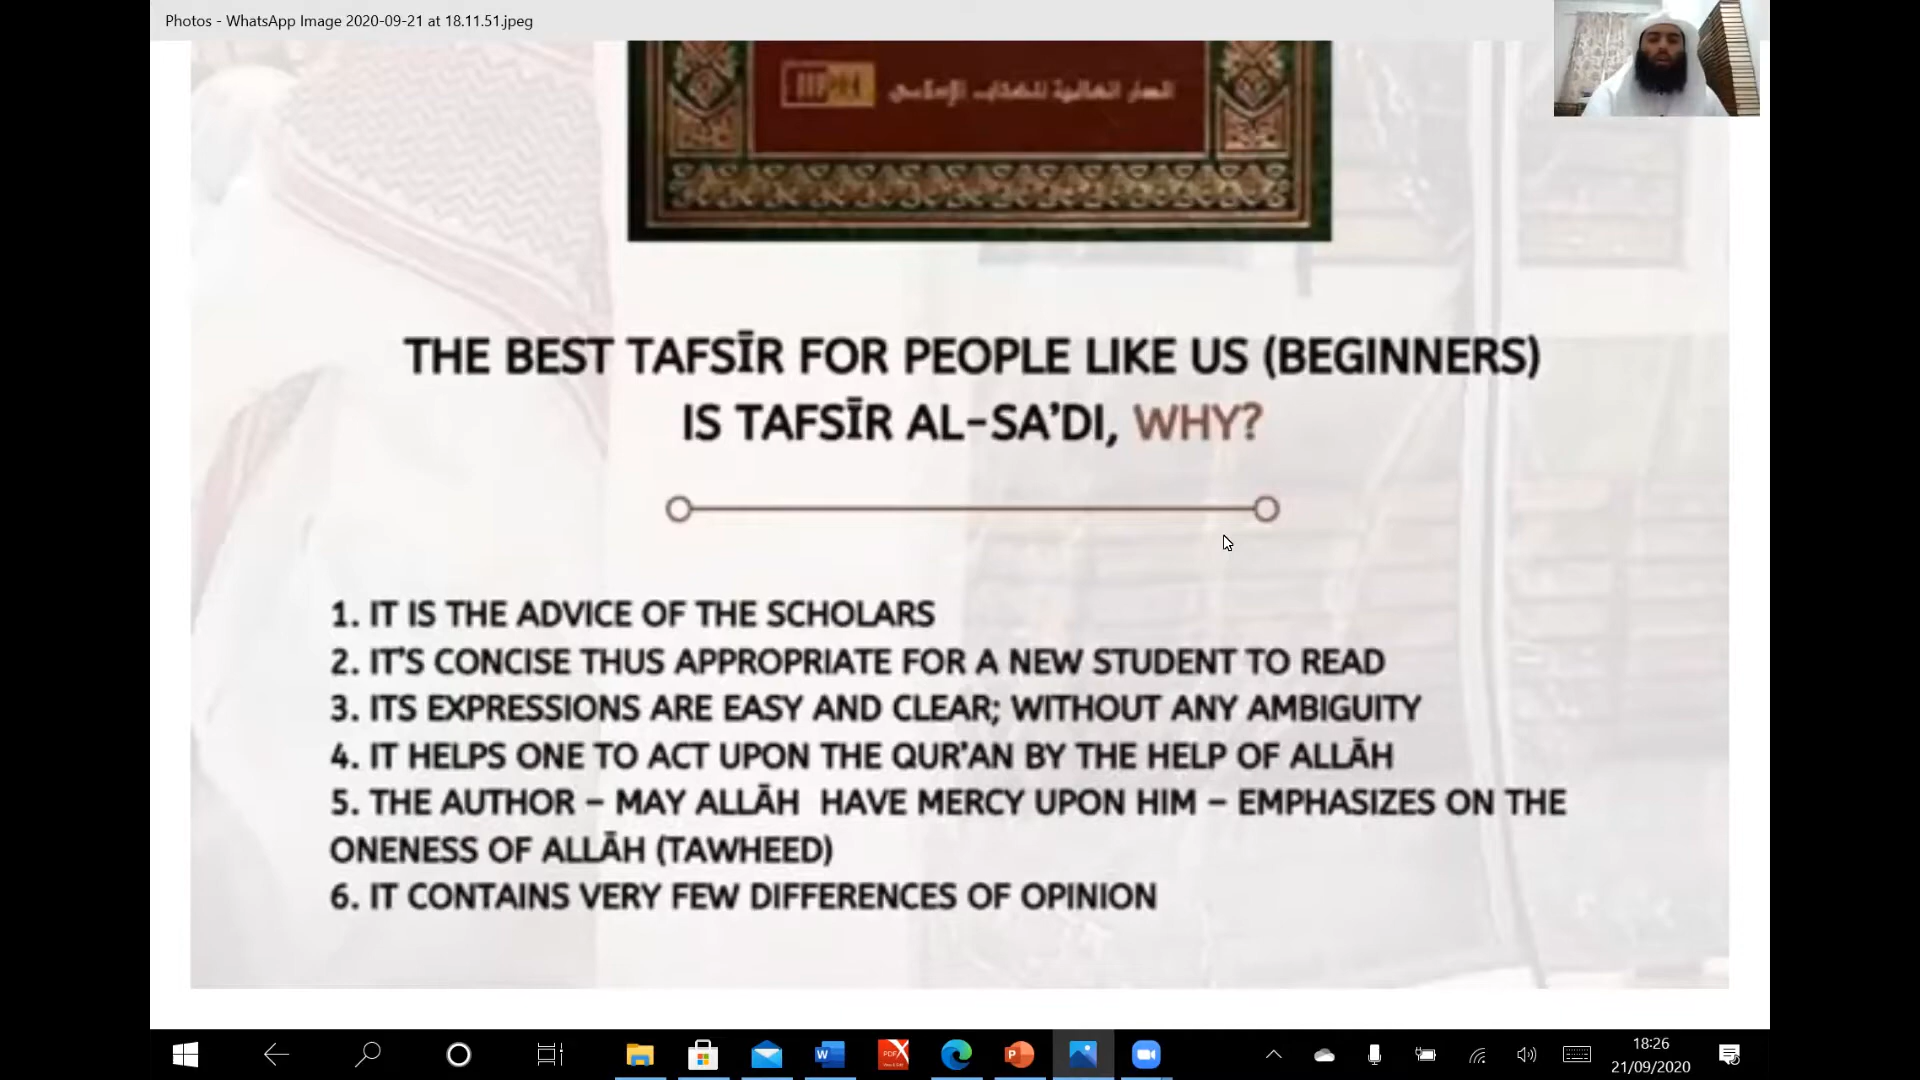 Photos - WhatsApp Image 2020-09-21 at 18.11.51.jpeg
الدار العالمية للكتاب الإسلامي
THE BEST TAFSĪR FOR PEOPLE LIKE US (BEGINNERS)
IS TAFSĪR AL-SA’DI, WHY?
1. IT IS THE ADVICE OF THE SCHOLARS
2. IT’S CONCISE THUS APPROPRIATE FOR A NEW STUDENT TO READ
3. ITS EXPRESSIONS ARE EASY AND CLEAR; WITHOUT ANY AMBIGUITY
4. IT HELPS ONE TO ACT UPON THE QUR’AN BY THE HELP OF ALLĀH
5. THE AUTHOR – MAY ALLĀH HAVE MERCY UPON HIM – EMPHASIZES ON THE
ONENESS OF ALLĀH (TAWHEED)
6. IT CONTAINS VERY FEW DIFFERENCES OF OPINION
18:26
21/09/2020